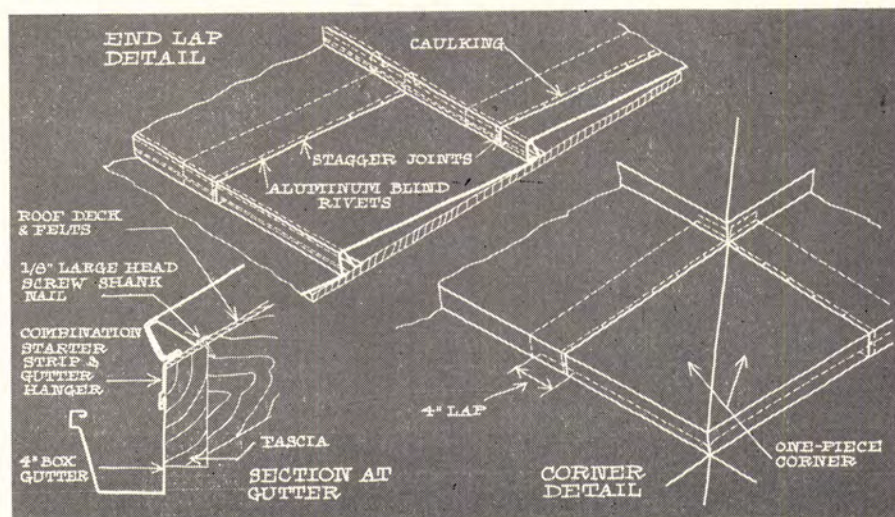 END LAP
DETAIL
CAULKING
STAGGER JOINTS
ALUMINUM BLIND
RIVETS
ROOF DECK
& FELTS
1/8" LARGE HEAD
SCREW SHANK
NAIL
COMBINATION
STARTER
STRIP &
GUTTER
HANGER
4" BOX
GUTTER
FASCIA
SECTION AT
GUTTER
4" LAP
ONE-PIECE
CORNER
CORNER
DETAIL